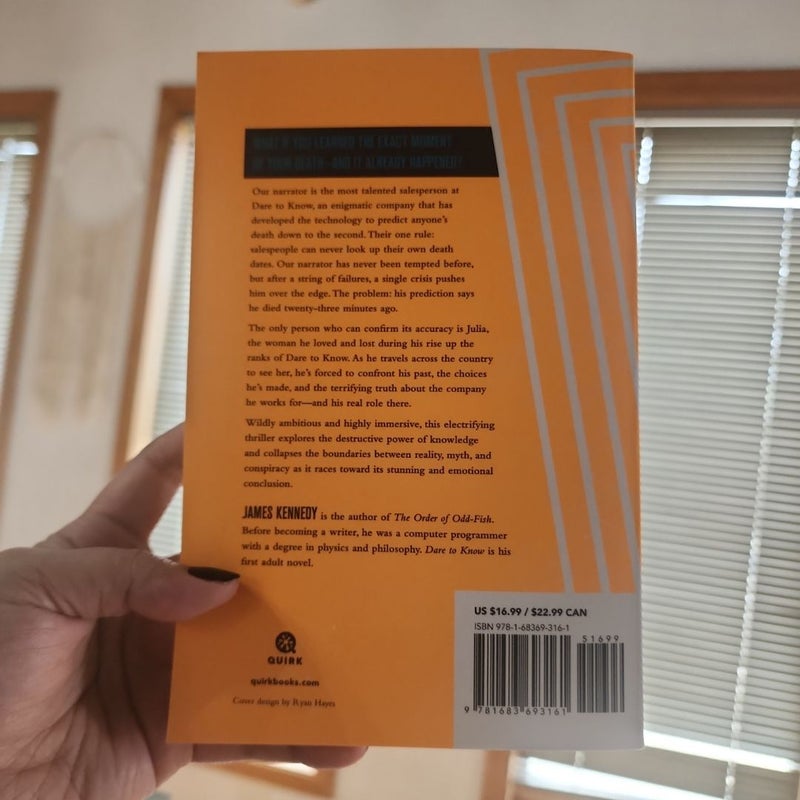 WHAT IF YOU LEARNED THE EXACT MOMENT
OF YOUR DEATH—AND IT ALREADY HAPPENED?
Our narrator is the most talented salesperson at
Dare to Know, an enigmatic company that has
developed the technology to predict anyone's
death down to the second. Their one rule:
salespeople can never look up their own death
dates. Our narrator has never been tempted before,
but after a string of failures, a single crisis pushes
him over the edge. The problem: his prediction says
he died twenty-three minutes ago.
The only person who can confirm its accuracy is Julia,
the woman he loved and lost during his rise up the
ranks of Dare to Know. As he travels across the country
to see her, he's forced to confront his past, the choices
he's made, and the terrifying truth about the company
he works for—and his real role there.
Wildly ambitious and highly immersive, this electrifying
thriller explores the destructive power of knowledge
and collapses the boundaries between reality, myth, and
conspiracy as it races toward its stunning and emotional
conclusion.
JAMES KENNEDY is the author of The Order of Odd-Fish.
Before becoming a writer, he was a computer programmer
with a degree in physics and philosophy. Dare to Know is his
first adult novel.
QUIRK
quirkbooks.com
Cover design by Ryan Hayes
US $16.99 / $22.99 CAN
ISBN 978-1-68369-316-1
51699
9 781683 693161